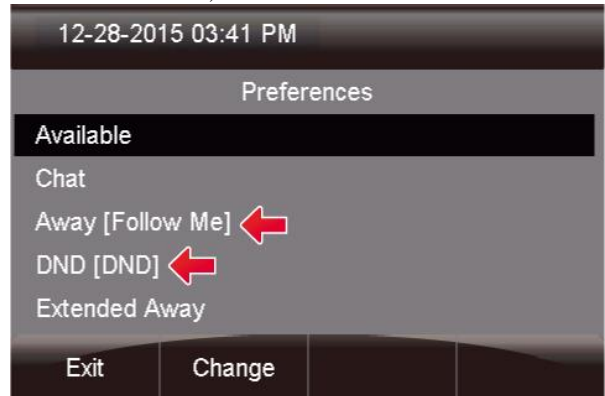 12-28-2015 03:41 PM
Preferences
Available
Chat
Away [Follow Me]
DND [DND]
Extended Away
Exit Change